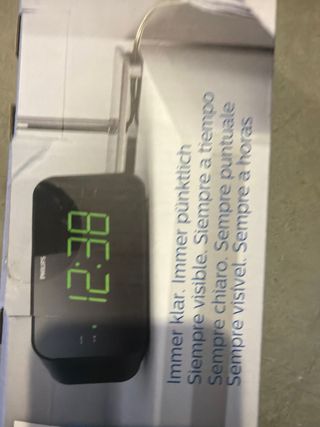 PHILIPS
12:38
Immer klar. Immer pünktlich
Siempre visible. Siempre a tiempo
Sempre chiaro. Sempre puntuale
Sempre visível. Sempre a horas